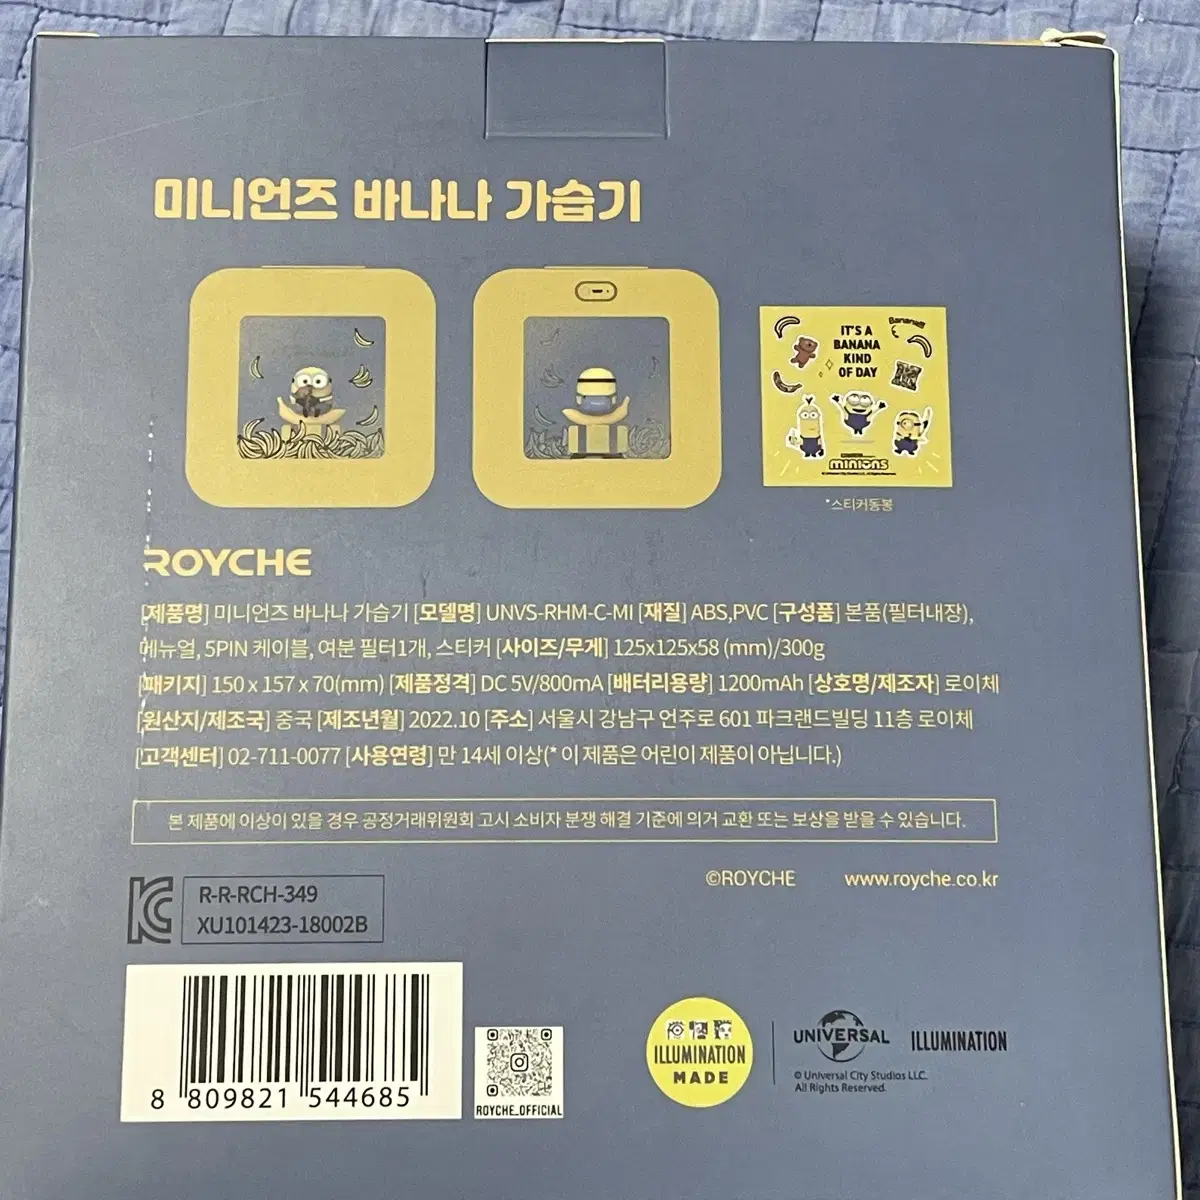 미니언즈 바나나 가습기
IT'S A
BANANA
KIND
OF DAY
Banana!!!
MINIONS
*스티커동봉
ROYCHE
[제품명] 미니언즈 바나나 가습기 [모델명] UNVS-RHM-C-MI [재질] ABS,PVC [구성품] 본품(필터내장),
메뉴얼, 5PIN 케이블, 여분 필터1개, 스티커 [사이즈/무게] 125x125x58 (mm)/300g
[패키지] 150 x 157 x 70(mm) [제품정격] DC 5V/800mA [배터리용량] 1200mAh [상호명/제조자] 로이체
[원산지/제조국] 중국 [제조년월] 2022.10 [주소] 서울시 강남구 언주로 601 파크랜드빌딩 11층 로이체
[고객센터] 02-711-0077 [사용연령] 만 14세 이상(* 이 제품은 어린이 제품이 아닙니다.)
본 제품에 이상이 있을 경우 공정거래위원회 고시 소비자 분쟁 해결 기준에 의거 교환 또는 보상을 받을 수 있습니다.
©ROYCHE www.royche.co.kr
R-R-RCH-349
XU101423-18002B
8 809821 544685
ROYCHE_OFFICIAL
ILLUMINATION
MADE
UNIVERSAL
ILLUMINATION
© Universal City Studios LLC.
All Rights Reserved.